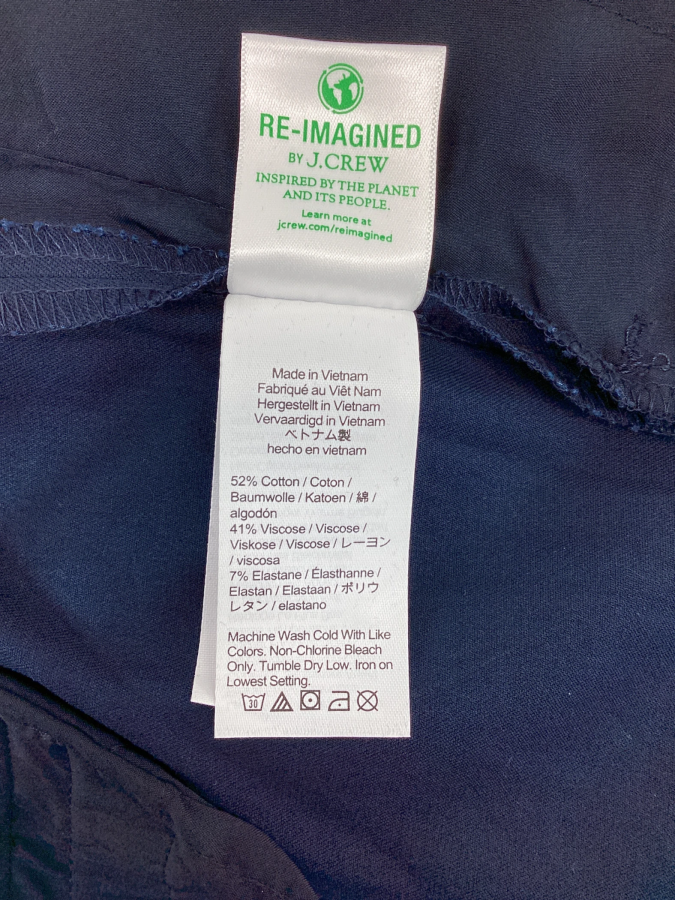 RE-IMAGINED
BY J.CREW
INSPIRED BY THE PLANET
AND ITS PEOPLE.
Learn more at
jcrew.com/reimagined
Made in Vietnam
Fabriqué au Viêt Nam
Hergestellt in Vietnam
Vervaardigd in Vietnam
ベトナム製
hecho en vietnam
52% Cotton / Coton /
Baumwolle / Katoen / 綿 /
algodón
41% Viscose / Viscose /
Viskose / Viscose / レーヨン
/ viscosa
7% Elastane / Élasthanne /
Elastan / Elastaan / ポリウ
レタン / elastano
Machine Wash Cold With Like
Colors. Non-Chlorine Bleach
Only. Tumble Dry Low. Iron on
Lowest Setting.
30